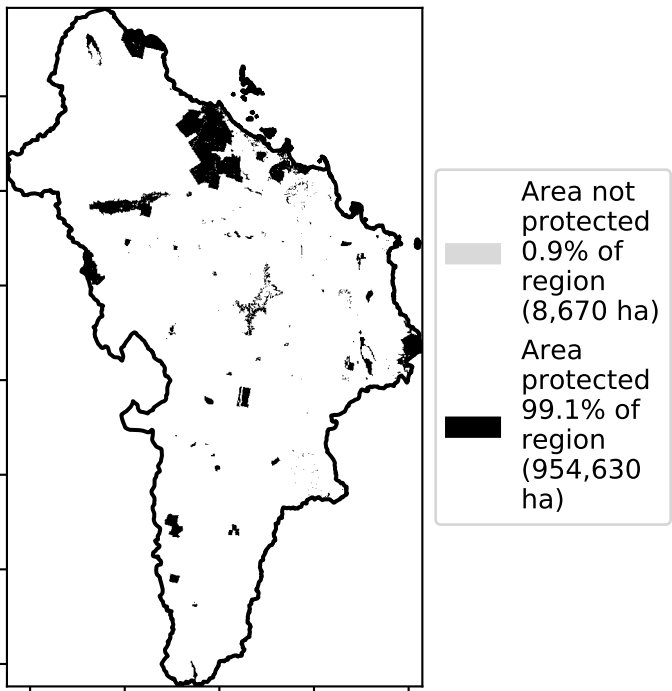 Area not
protected
0.9% of
region
(8,670 ha)
Area
protected
99.1% of
region
(954,630
ha)